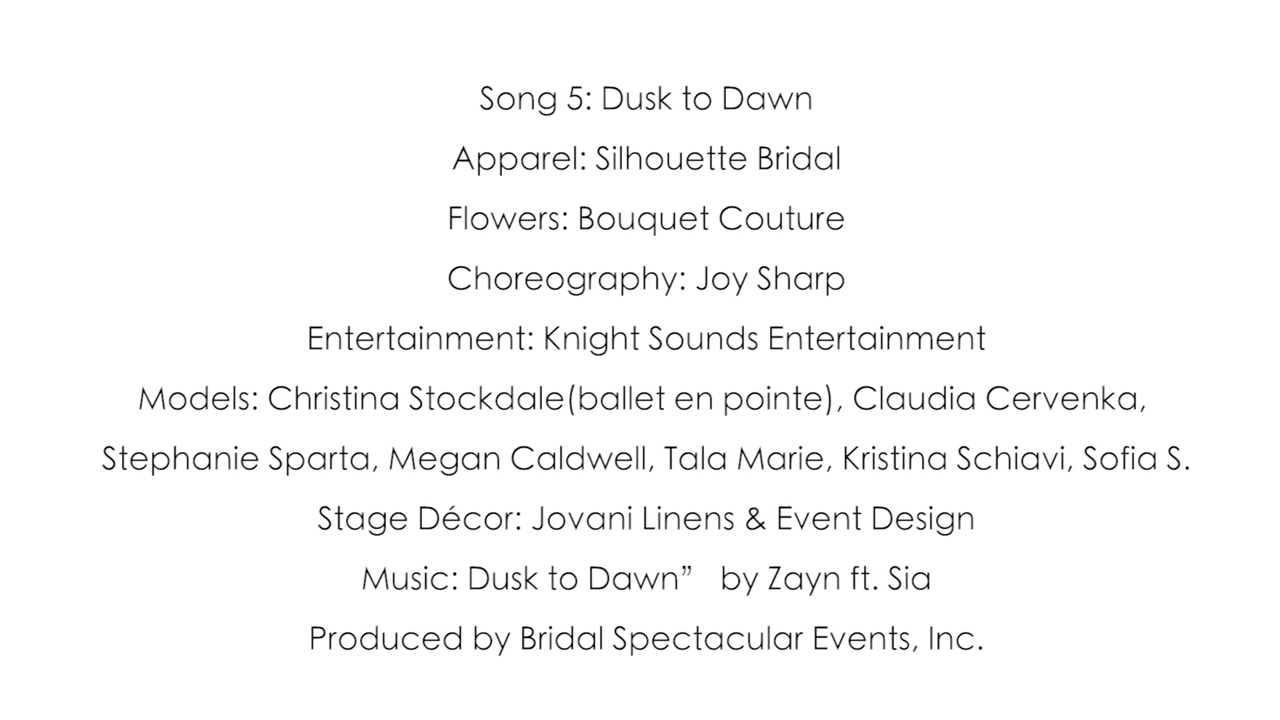 Song 5: Dusk to Dawn
Apparel: Silhouette Bridal
Flowers: Bouquet Couture
Choreography: Joy Sharp
Entertainment: Knight Sounds Entertainment
Models: Christina Stockdale(ballet en pointe), Claudia Cervenka,
Stephanie Sparta, Megan Caldwell, Tala Marie, Kristina Schiavi, Sofia S.
Stage Décor: Jovani Linens & Event Design
Music: Dusk to Dawn”   by Zayn ft. Sia
Produced by Bridal Spectacular Events, Inc.